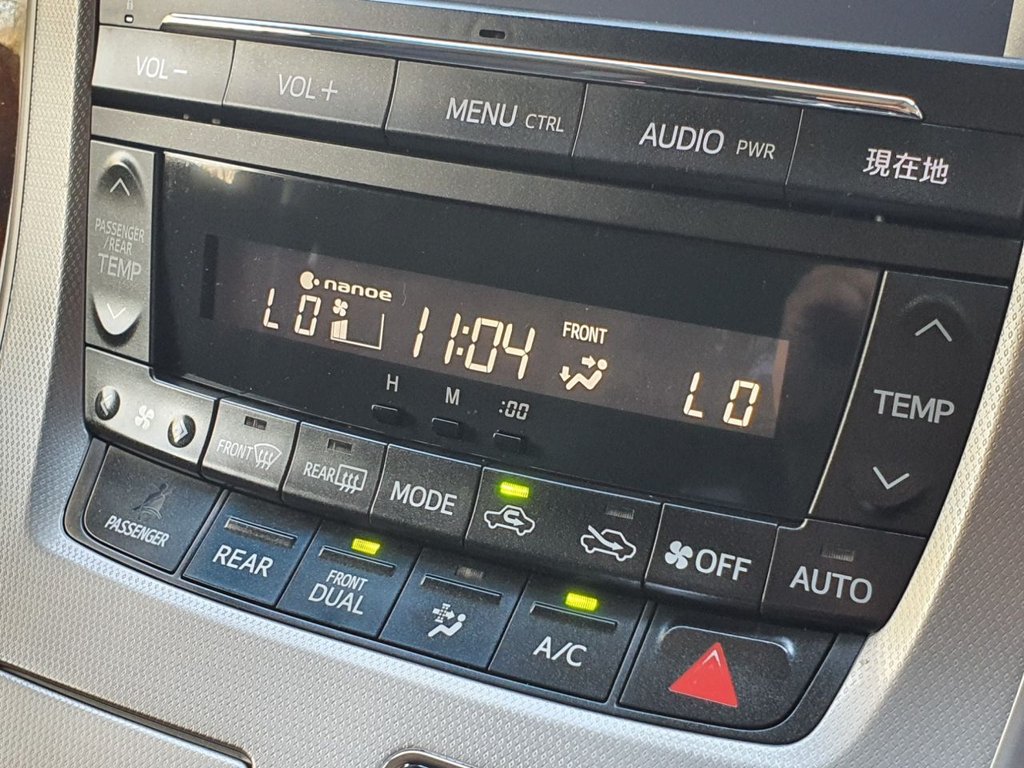 VOL−
VOL+
MENU CTRL
AUDIO PWR
現在地
PASSENGER
/REAR
TEMP
nanoe
LO
11:04
FRONT
LO
TEMP
H
M
:00
FRONT
REAR
MODE
OFF
AUTO
PASSENGER
REAR
FRONT
DUAL
A/C